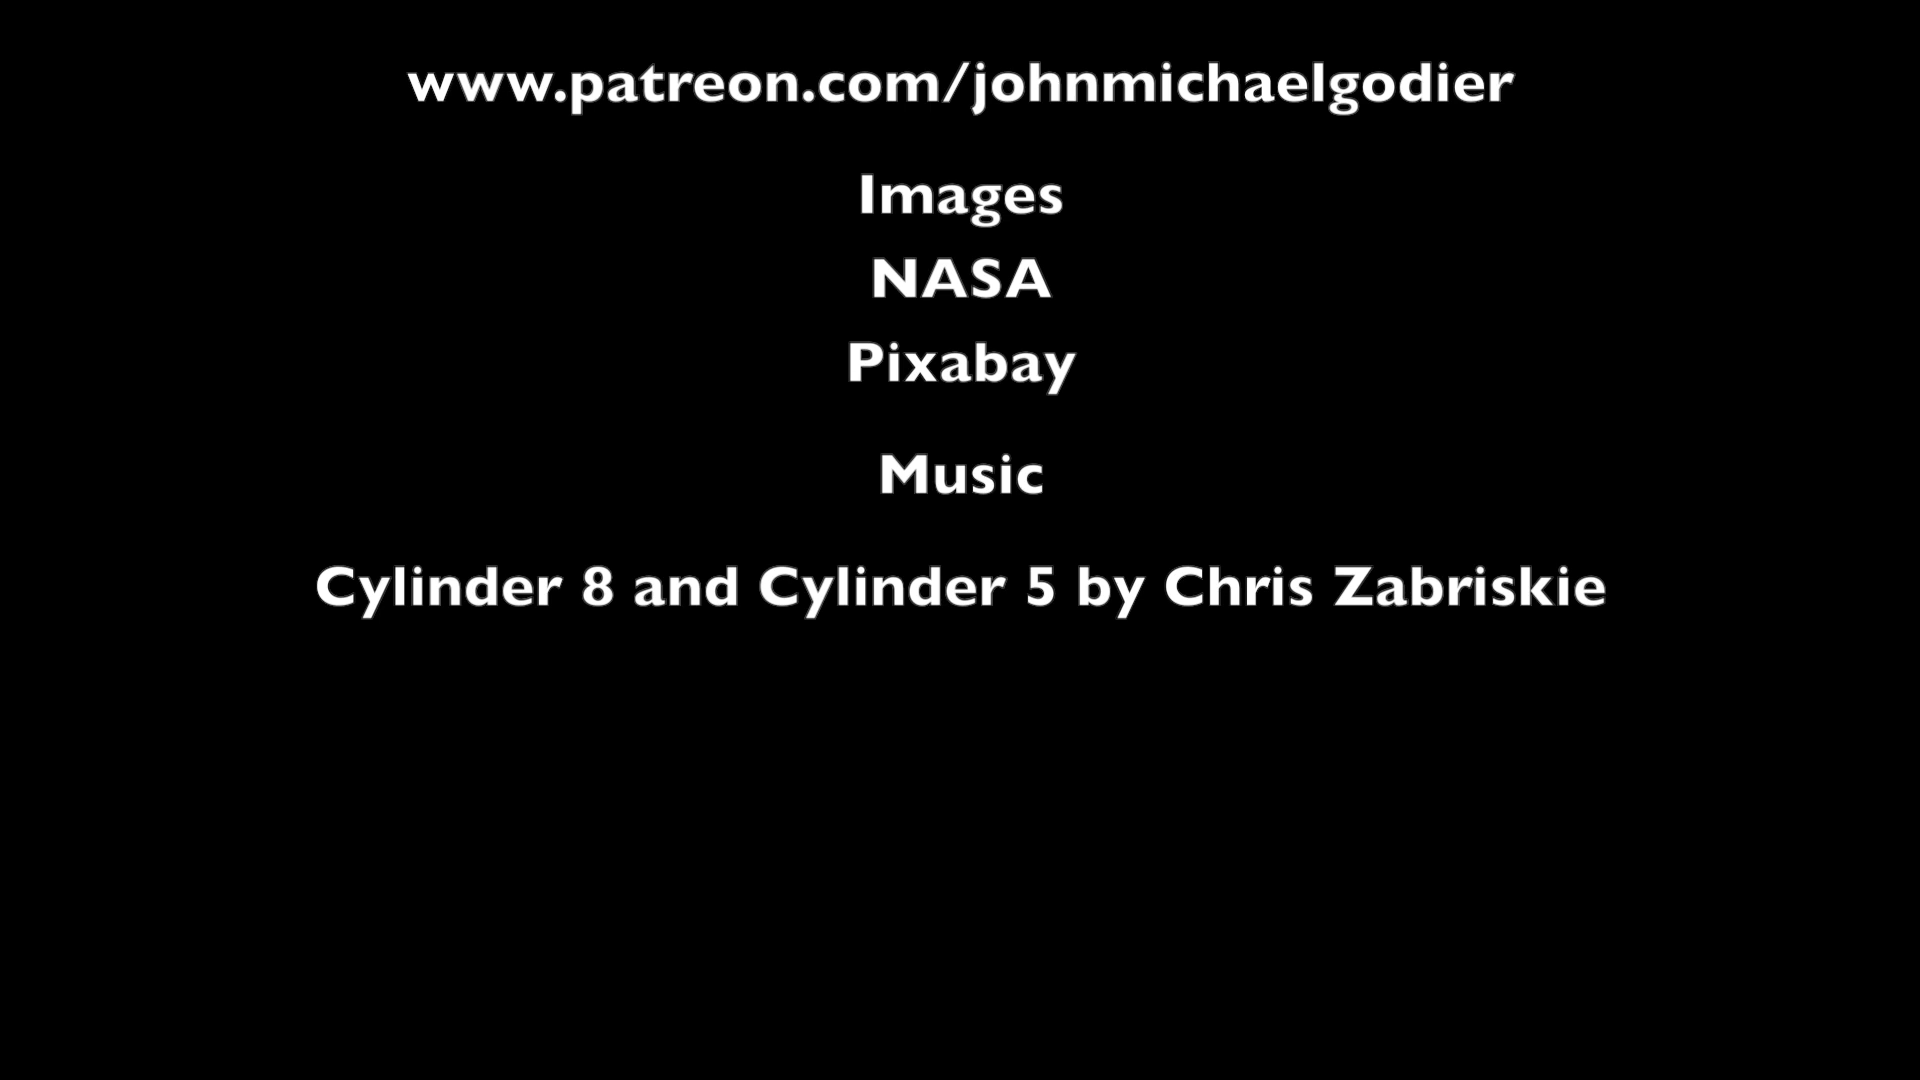 www.patreon.com/johnmichaelgodier
Images
NASA
Pixabay
Music
Cylinder 8 and Cylinder 5 by Chris Zabriskie